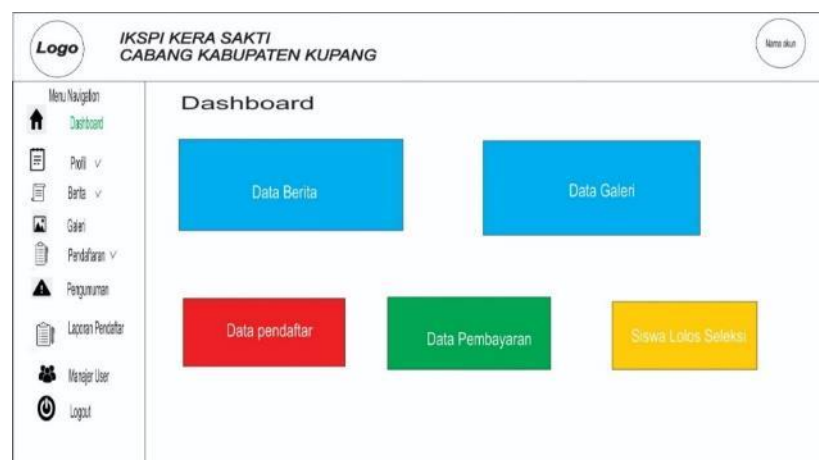 Logo
IKSPI KERA SAKTI
CABANG KABUPATEN KUPANG
Nama akun
Menu Navigation
Dashboard
Profil
Berita
Galeri
Pendaftaran
Pengumuman
Laporan Pendaftar
Manajer User
Logout
Dashboard
Data Berita
Data Galeri
Data pendaftar
Data Pembayaran
Siswa Lolos Seleksi